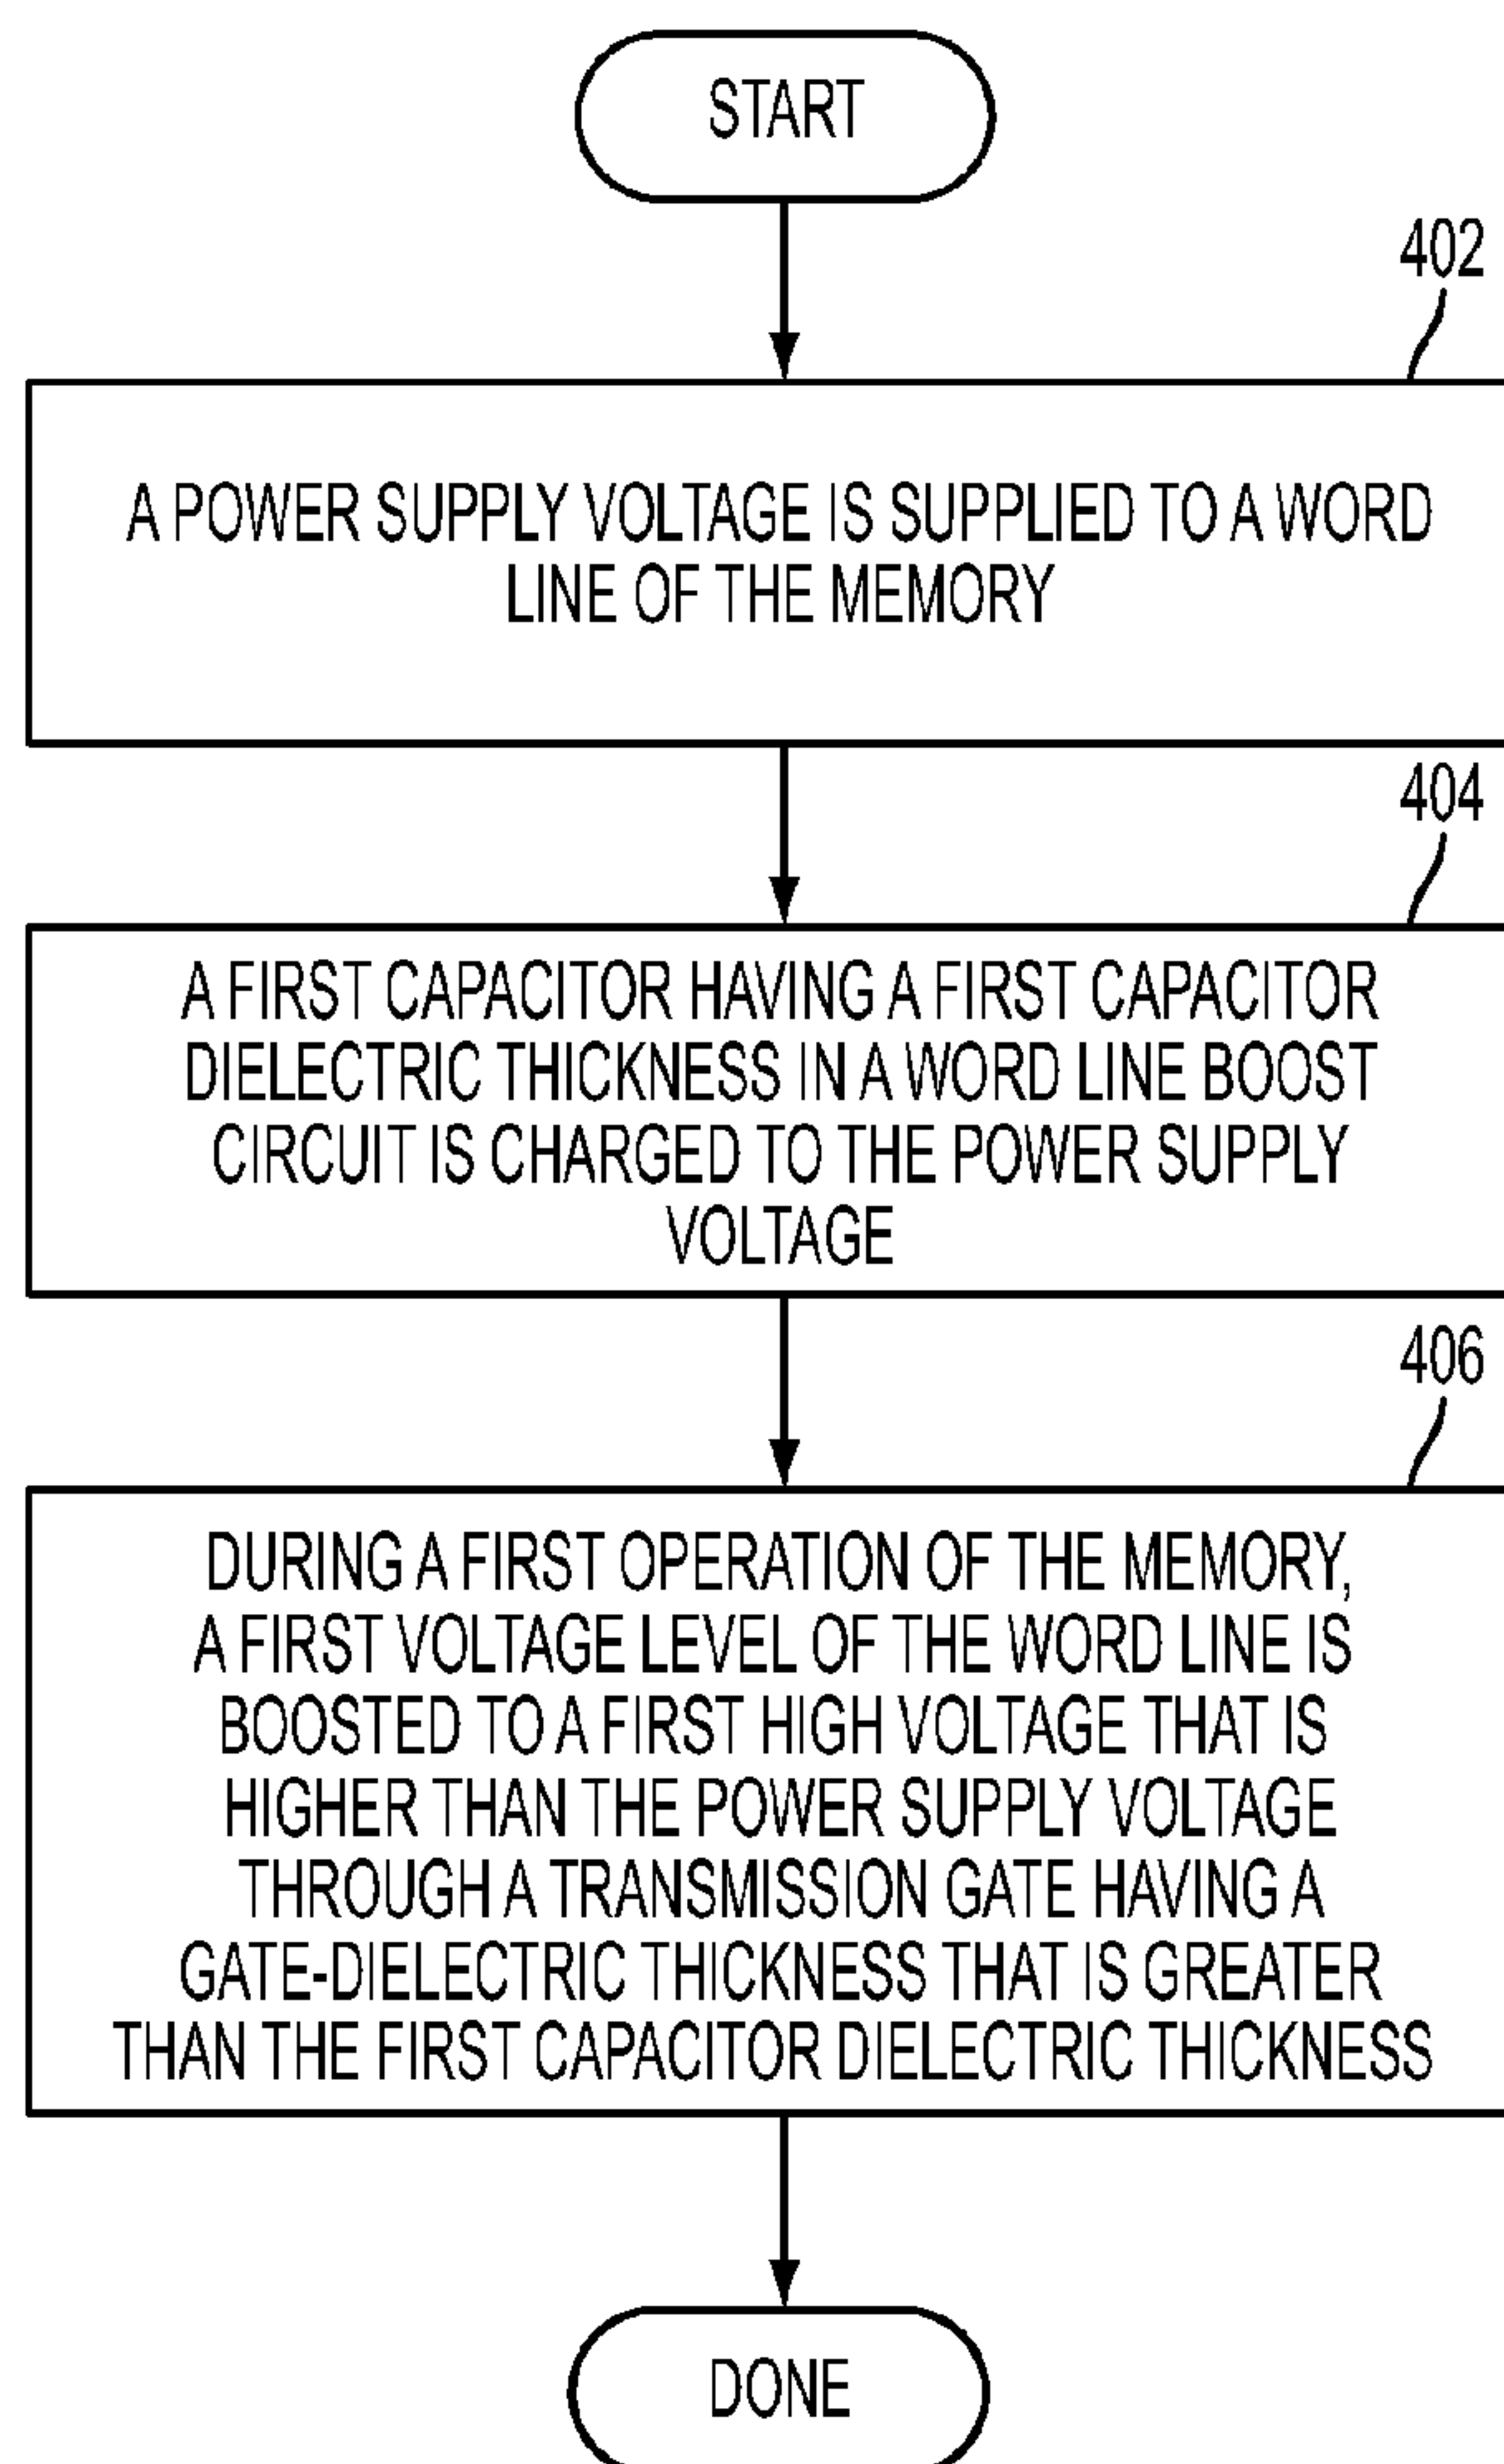 START
402
A POWER SUPPLY VOLTAGE IS SUPPLIED TO A WORD
LINE OF THE MEMORY
404
A FIRST CAPACITOR HAVING A FIRST CAPACITOR
DIELECTRIC THICKNESS IN A WORD LINE BOOST
CIRCUIT IS CHARGED TO THE POWER SUPPLY
VOLTAGE
406
DURING A FIRST OPERATION OF THE MEMORY,
A FIRST VOLTAGE LEVEL OF THE WORD LINE IS
BOOSTED TO A FIRST HIGH VOLTAGE THAT IS
HIGHER THAN THE POWER SUPPLY VOLTAGE
THROUGH A TRANSMISSION GATE HAVING A
GATE-DIELECTRIC THICKNESS THAT IS GREATER
THAN THE FIRST CAPACITOR DIELECTRIC THICKNESS
DONE